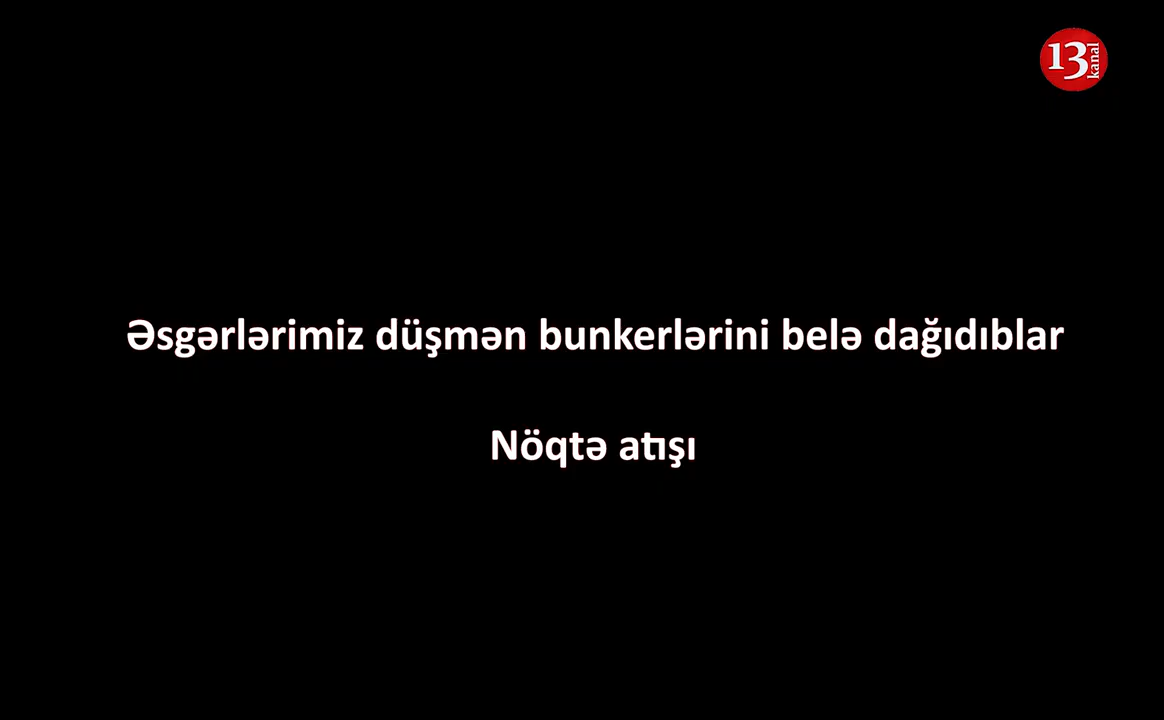 13 kanal
Əsgərlərimiz düşmən bunkerlərini belə dağıdıblar
Nöqtə atışı